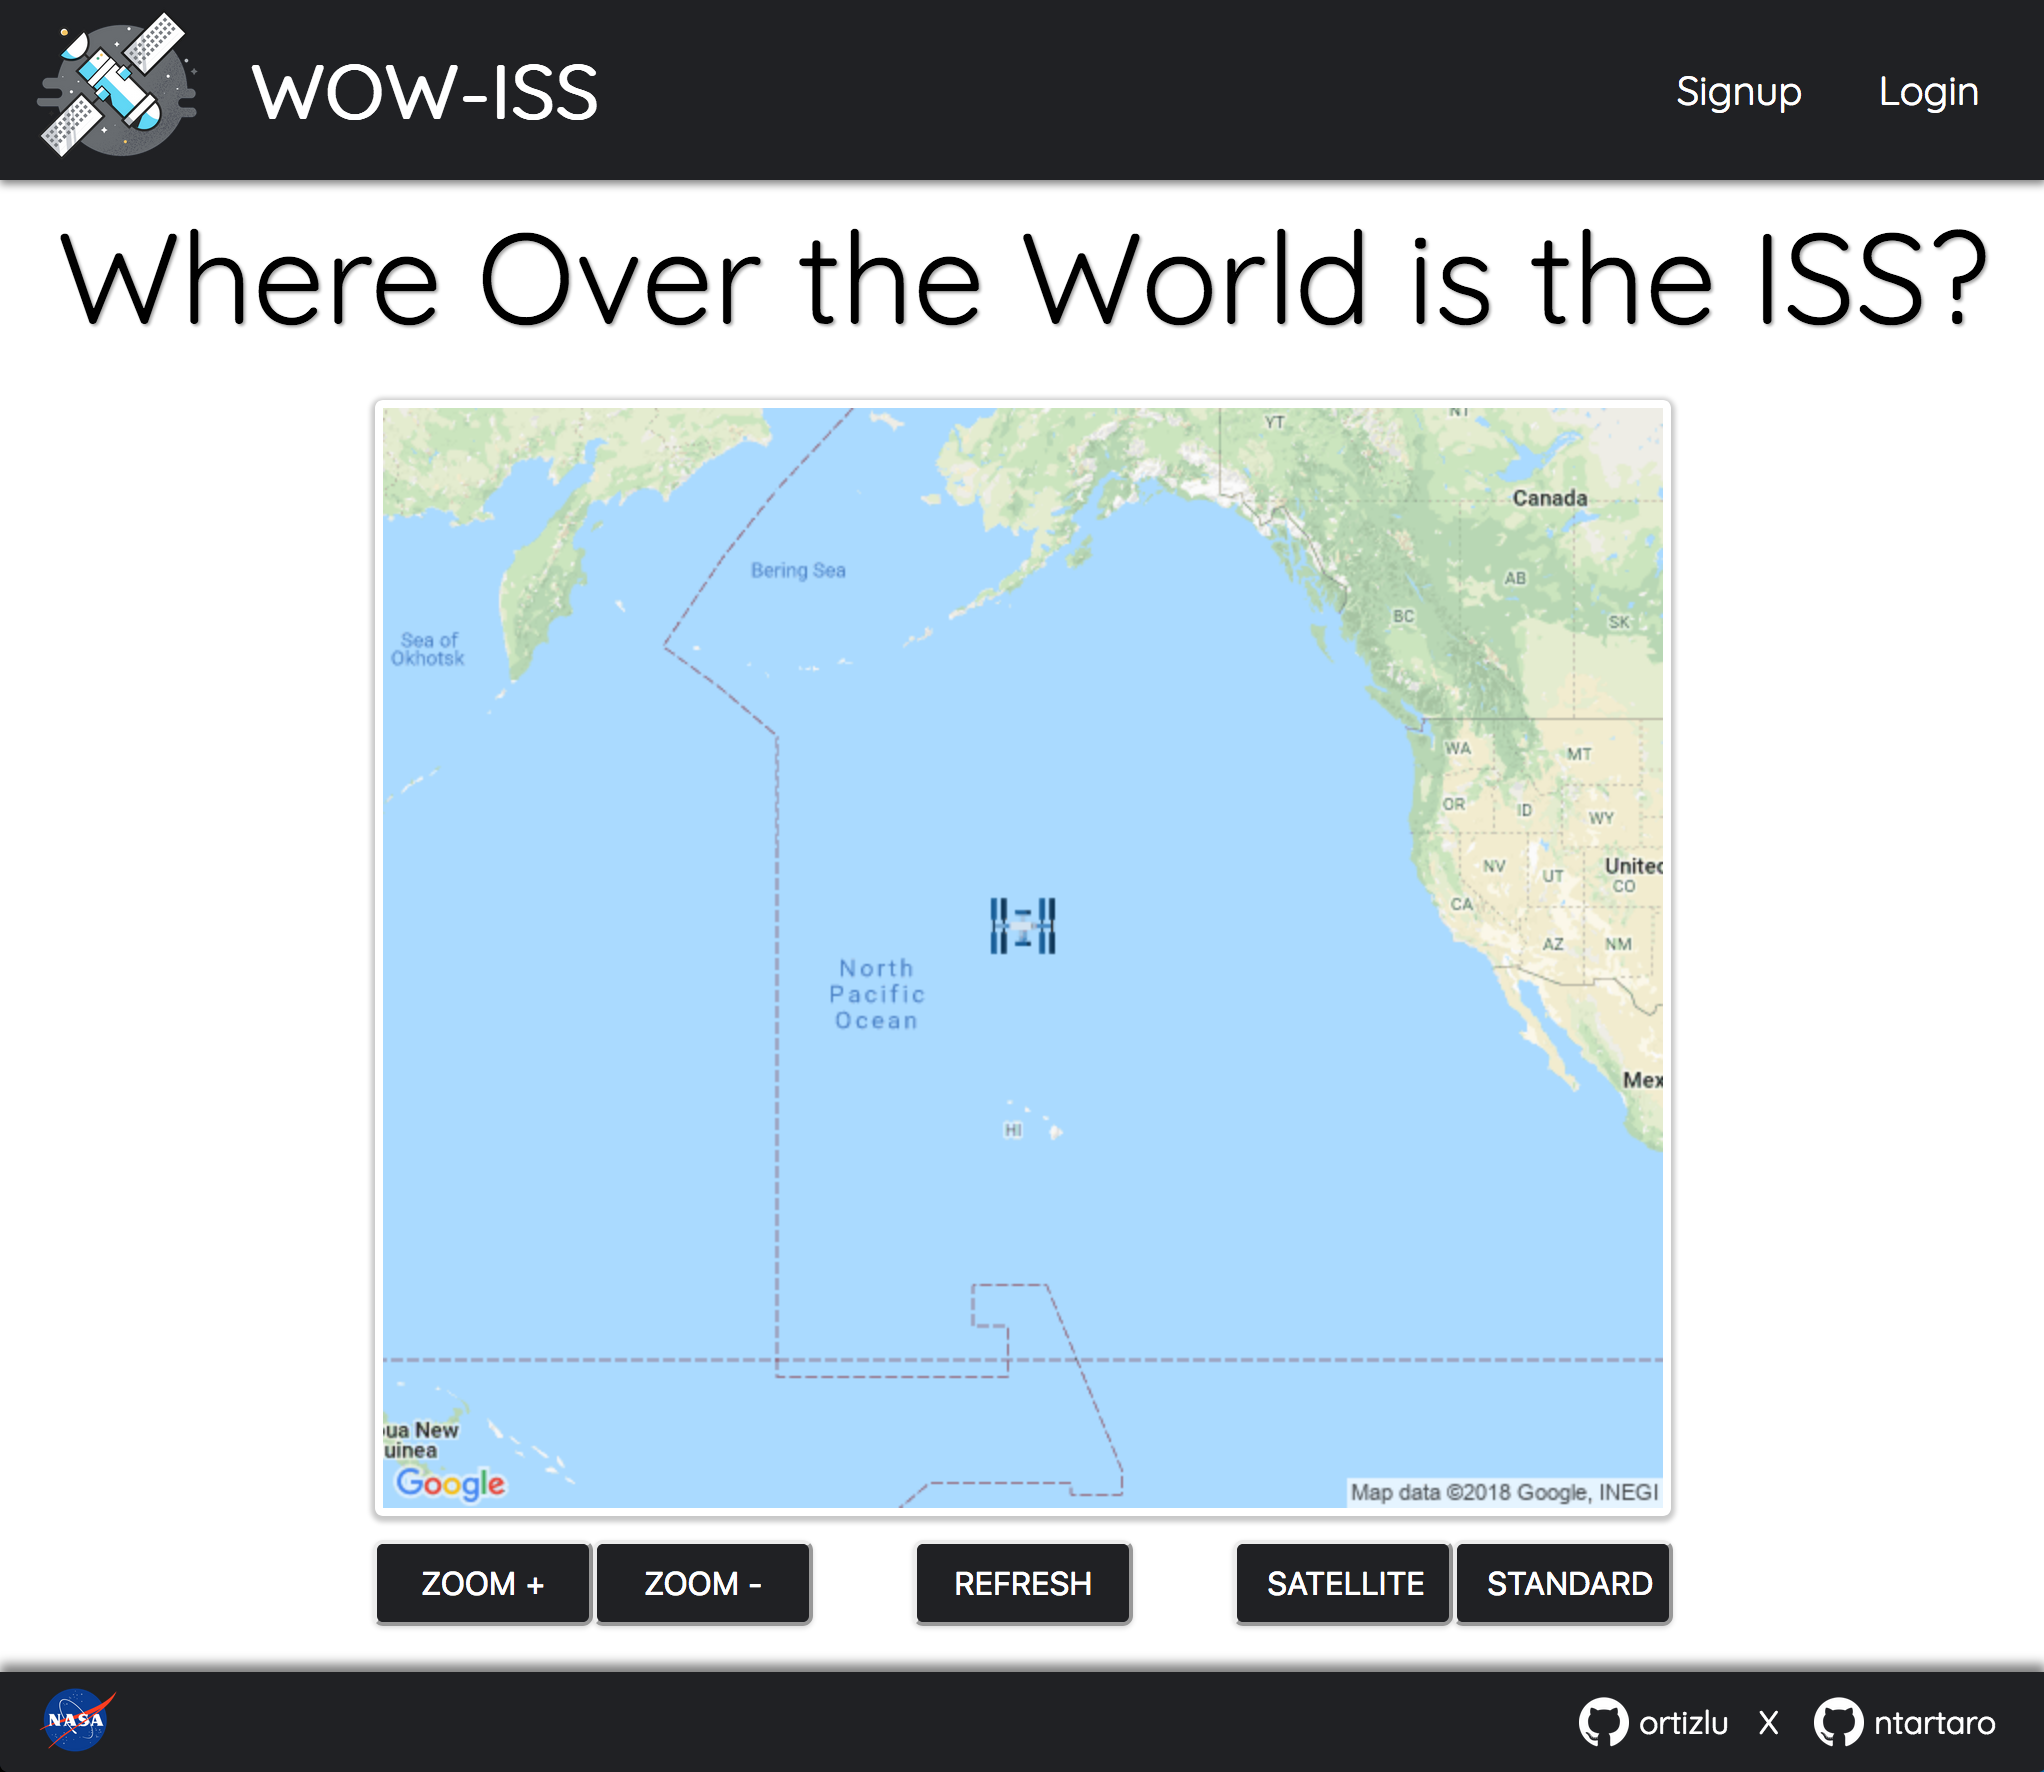 WOW-ISS
Signup
Login
Where Over the World is the ISS?
YT
NT
Canada
Bering Sea
AB
BC
SK
Sea of
Okhotsk
WA
MT
OR
ID
WY
NV
UT
United
CO
CA
AZ
NM
North
Pacific
Ocean
Mex
HI
ua New
uinea
Google
Map data ©2018 Google, INEGI
ZOOM +
ZOOM -
REFRESH
SATELLITE
STANDARD
NASA
ortizlu X ntartaro